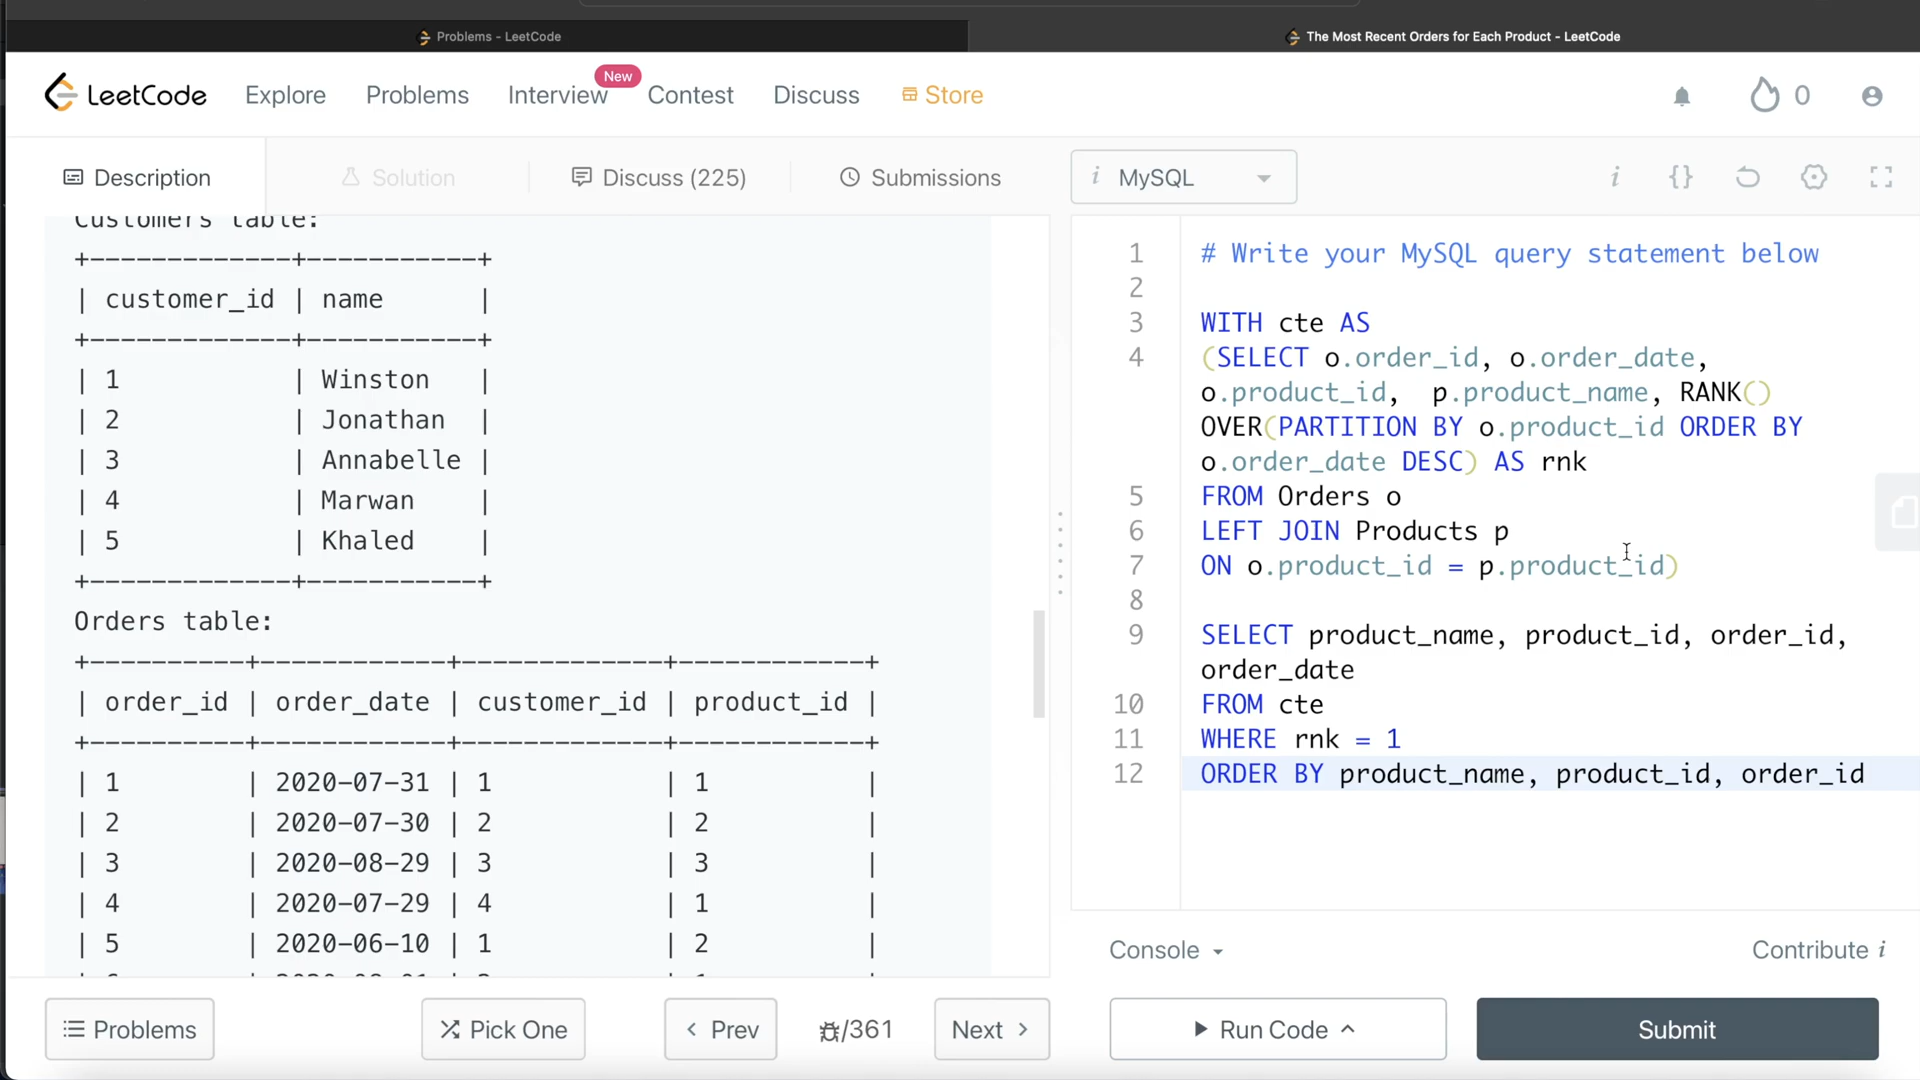 Problems - LeetCode
The Most Recent Orders for Each Product - LeetCode
LeetCode Explore Problems Interview New Contest Discuss Store 0
Description Solution Discuss (225) Submissions
Customers table:
+-------------+-----------+
| customer_id | name      |
+-------------+-----------+
| 1           | Winston   |
| 2           | Jonathan  |
| 3           | Annabelle |
| 4           | Marwan    |
| 5           | Khaled    |
+-------------+-----------+
Orders table:
+----------+------------+-------------+------------+
| order_id | order_date | customer_id | product_id |
+----------+------------+-------------+------------+
| 1        | 2020-07-31 | 1           | 1          |
| 2        | 2020-07-30 | 2           | 2          |
| 3        | 2020-08-29 | 3           | 3          |
| 4        | 2020-07-29 | 4           | 1          |
| 5        | 2020-06-10 | 1           | 2          |
i MySQL i {}
1 # Write your MySQL query statement below
2
3 WITH cte AS
4 (SELECT o.order_id, o.order_date,
o.product_id,  p.product_name, RANK()
OVER(PARTITION BY o.product_id ORDER BY
o.order_date DESC) AS rnk
5 FROM Orders o
6 LEFT JOIN Products p
7 ON o.product_id = p.product_id)
8
9 SELECT product_name, product_id, order_id,
order_date
10 FROM cte
11 WHERE rnk = 1
12 ORDER BY product_name, product_id, order_id
Console Contribute i
Problems Pick One Prev /361 Next Run Code Submit